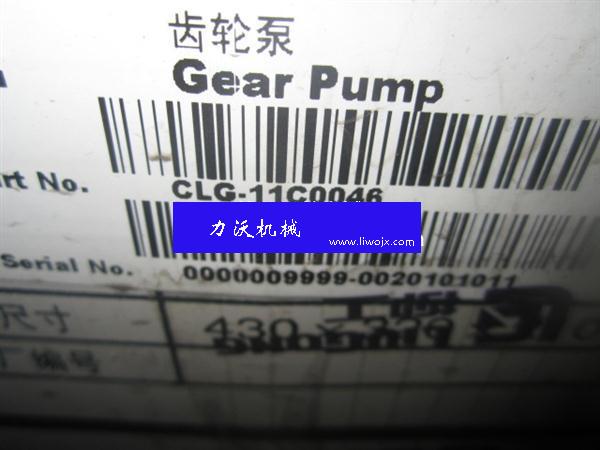 齿轮泵
Gear Pump
rt No.
CLG-11C0046
力沃机械
www.liwojx.com
Serial No.
0000009999-0020101011
尺寸
430
编号